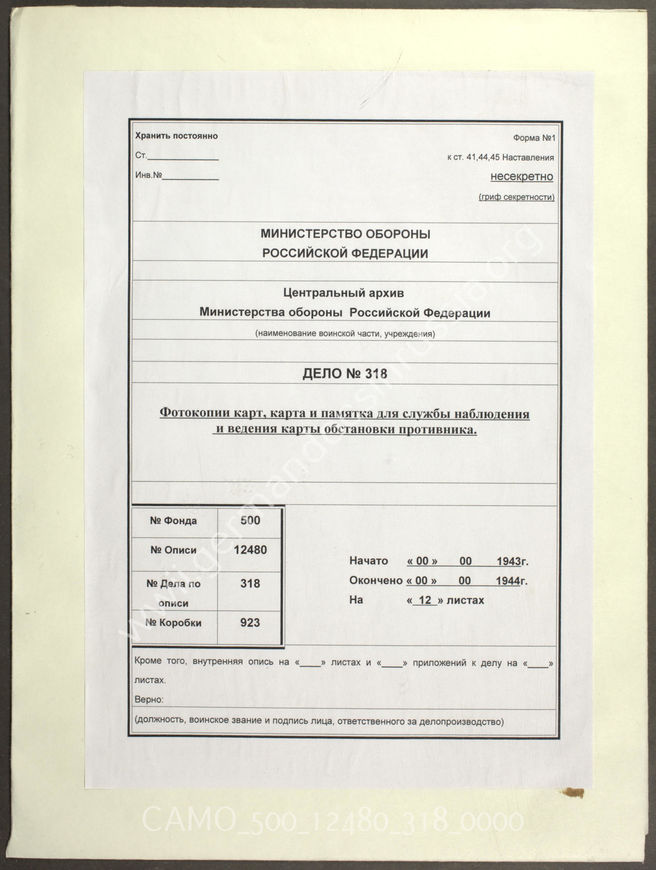 Хранить постоянно
Форма №1
Ст.____________
к ст. 41,44,45 Наставления
Инв.№____________
несекретно
(гриф секретности)
МИНИСТЕРСТВО ОБОРОНЫ
РОССИЙСКОЙ ФЕДЕРАЦИИ
Центральный архив
Министерства обороны Российской Федерации
(наименование воинской части, учреждения)
ДЕЛО № 318
Фотокопии карт, карта и памятка для службы наблюдения
и ведения карты обстановки противника.
№ Фонда 500
№ Описи 12480
№ Дела по 318
описи
№ Коробки 923
Начато « 00 » 00 1943г.
Окончено « 00 » 00 1944г.
На « 12 » листах
Кроме того, внутренняя опись на «____» листах и «____» приложений к делу на «____»
листах.
Верно:
(должность, воинское звание и подпись лица, ответственного за делопроизводство)
CAMO_500_12480_318_0000